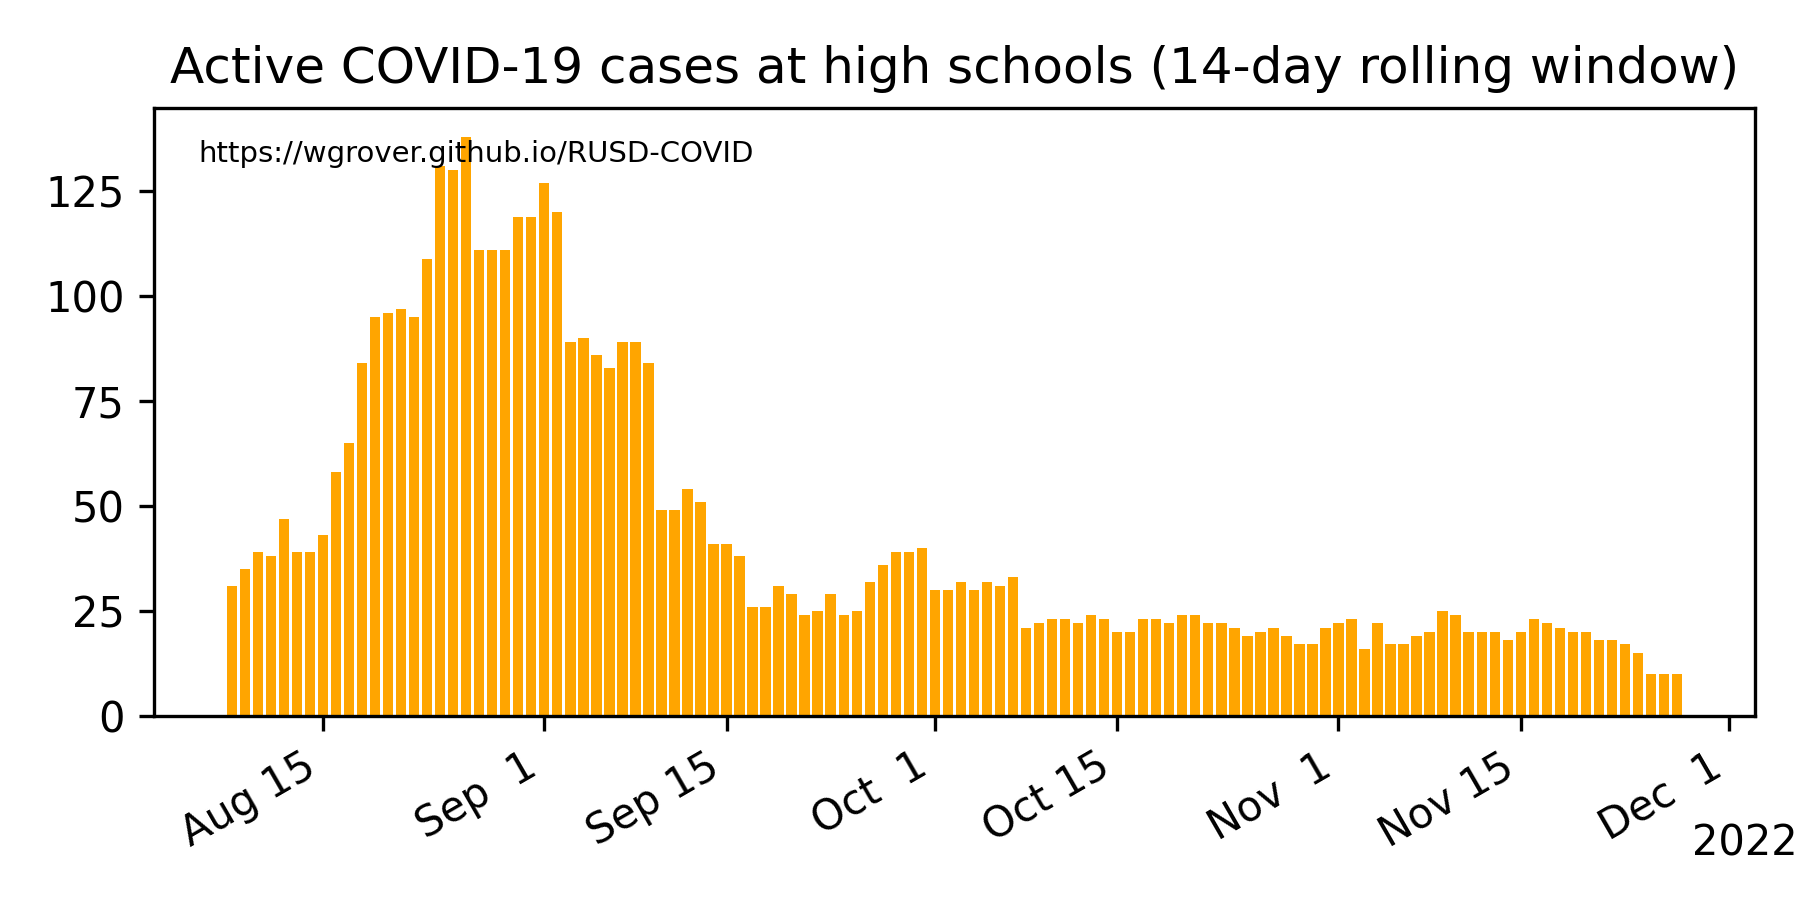 Active COVID-19 cases at high schools (14-day rolling window)
https://wgrover.github.io/RUSD-COVID
125
100
75
50
25
0
Aug 15
Sep 1
Sep 15
Oct 1
Oct 15
Nov 1
Nov 15
Dec 1
2022